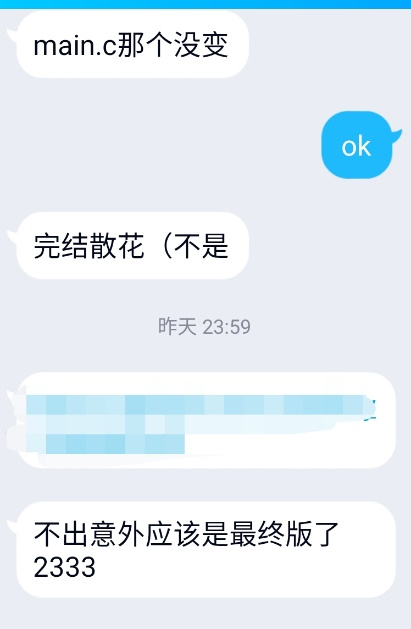 main.c那个没变
ok
完结散花（不是
昨天 23:59
不出意外应该是最终版了
2333